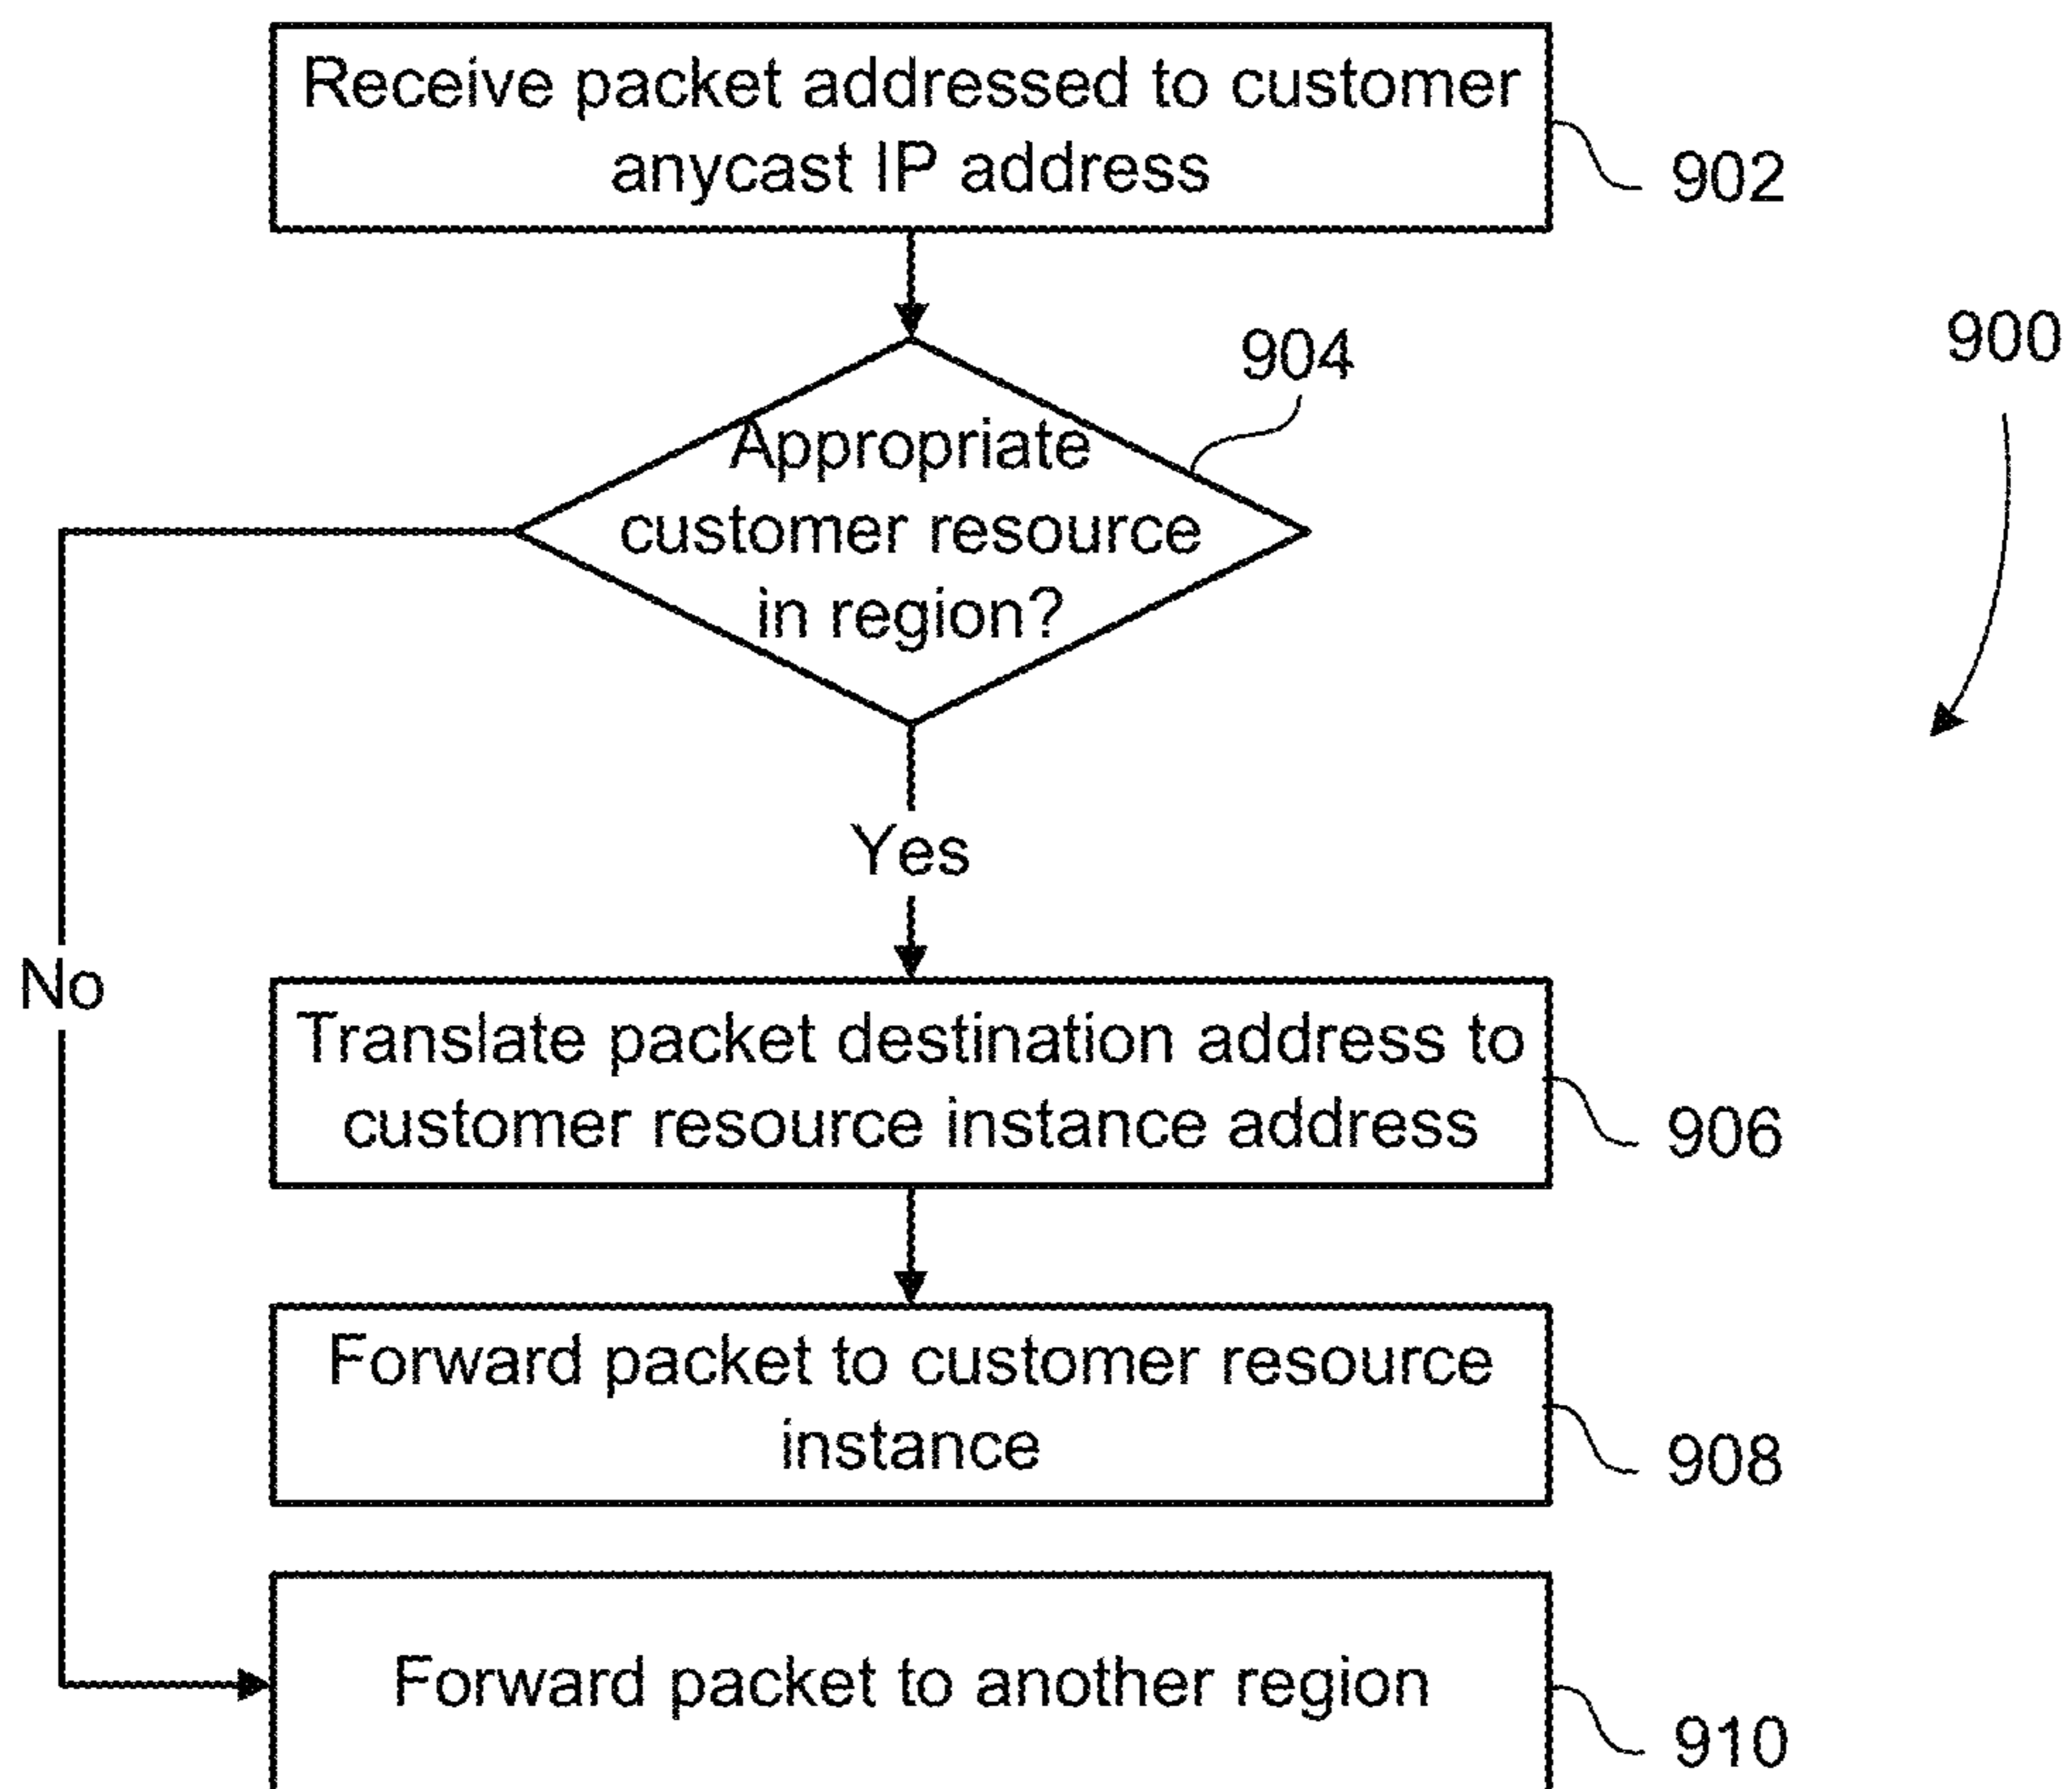 Receive packet addressed to customer
anycast IP address
902
900
904
Appropriate
customer resource
in region?
Yes
No
Translate packet destination address to
customer resource instance address
906
Forward packet to customer resource
instance
908
Forward packet to another region
910